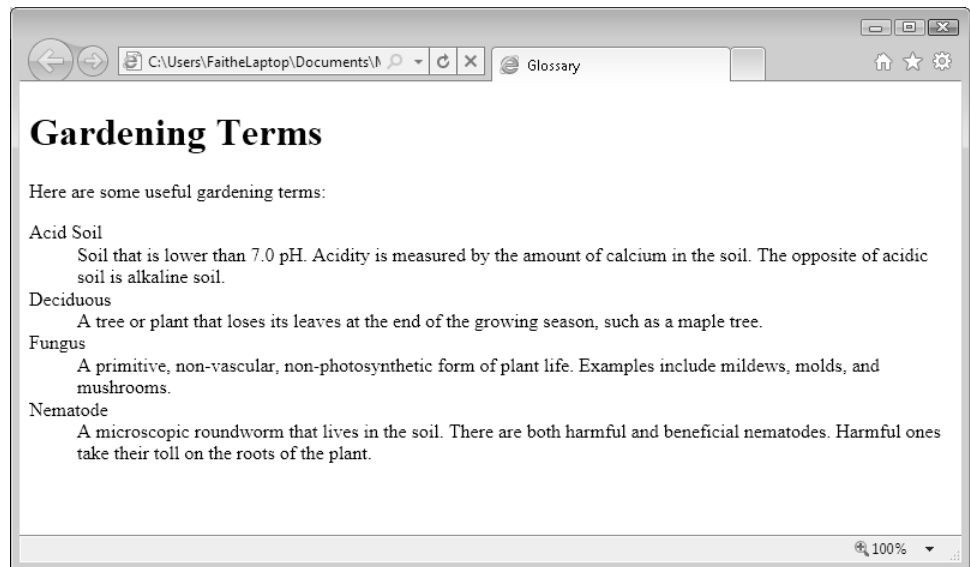 C:\Users\FaitheLaptop\Documents\
Glossary
Gardening Terms
Here are some useful gardening terms:
Acid Soil
Soil that is lower than 7.0 pH. Acidity is measured by the amount of calcium in the soil. The opposite of acidic
soil is alkaline soil.
Deciduous
A tree or plant that loses its leaves at the end of the growing season, such as a maple tree.
Fungus
A primitive, non-vascular, non-photosynthetic form of plant life. Examples include mildews, molds, and
mushrooms.
Nematode
A microscopic roundworm that lives in the soil. There are both harmful and beneficial nematodes. Harmful ones
take their toll on the roots of the plant.
100%